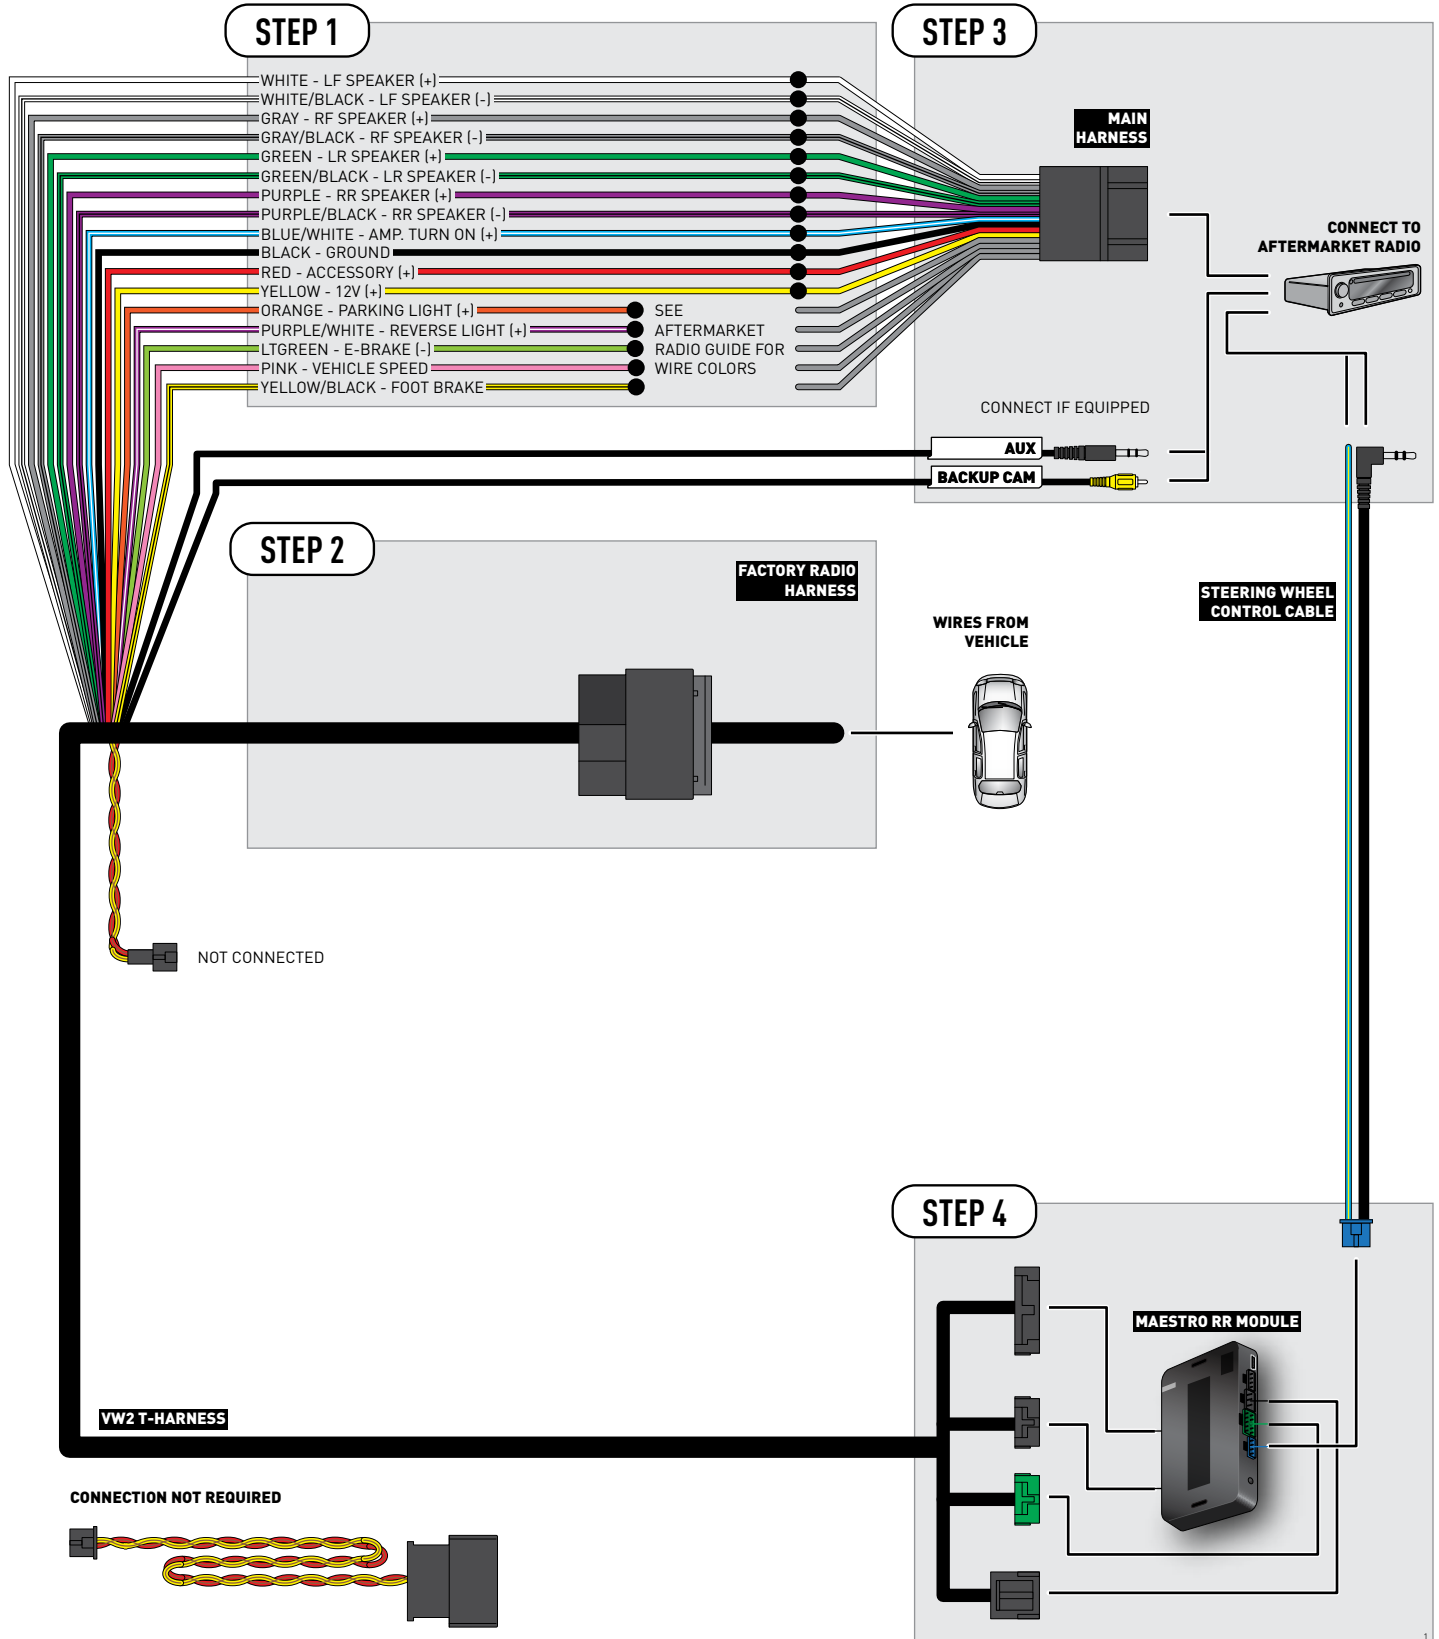 STEP 1
WHITE - LF SPEAKER (+)
WHITE/BLACK - LF SPEAKER (-)
GRAY - RF SPEAKER (+)
GRAY/BLACK - RF SPEAKER (-)
GREEN - LR SPEAKER (+)
GREEN/BLACK - LR SPEAKER (-)
PURPLE - RR SPEAKER (+)
PURPLE/BLACK - RR SPEAKER (-)
BLUE/WHITE - AMP. TURN ON (+)
BLACK - GROUND
RED - ACCESSORY (+)
YELLOW - 12V (+)
ORANGE - PARKING LIGHT (+)
PURPLE/WHITE - REVERSE LIGHT (+)
LTGREEN - E-BRAKE (-)
PINK - VEHICLE SPEED
YELLOW/BLACK - FOOT BRAKE
SEE
AFTERMARKET
RADIO GUIDE FOR
WIRE COLORS
STEP 3
MAIN
HARNESS
CONNECT TO
AFTERMARKET RADIO
CONNECT IF EQUIPPED
AUX
BACKUP CAM
STEP 2
FACTORY RADIO
HARNESS
WIRES FROM
VEHICLE
STEERING WHEEL
CONTROL CABLE
NOT CONNECTED
STEP 4
MAESTRO RR MODULE
VW2 T-HARNESS
CONNECTION NOT REQUIRED
1